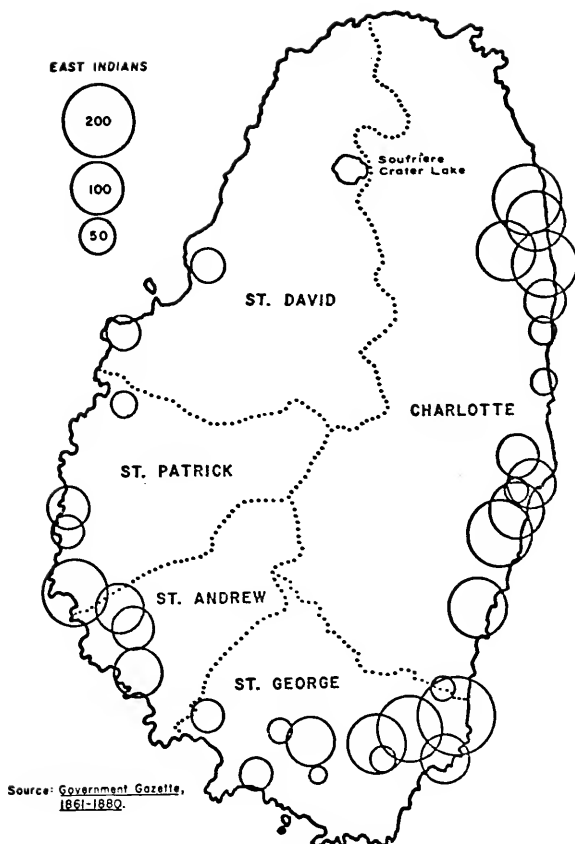 EAST INDIANS
200
100
50
Soufrière
Crater Lake
ST. DAVID
CHARLOTTE
ST. PATRICK
ST. ANDREW
ST. GEORGE
Source: Government Gazette,
1861-1880.